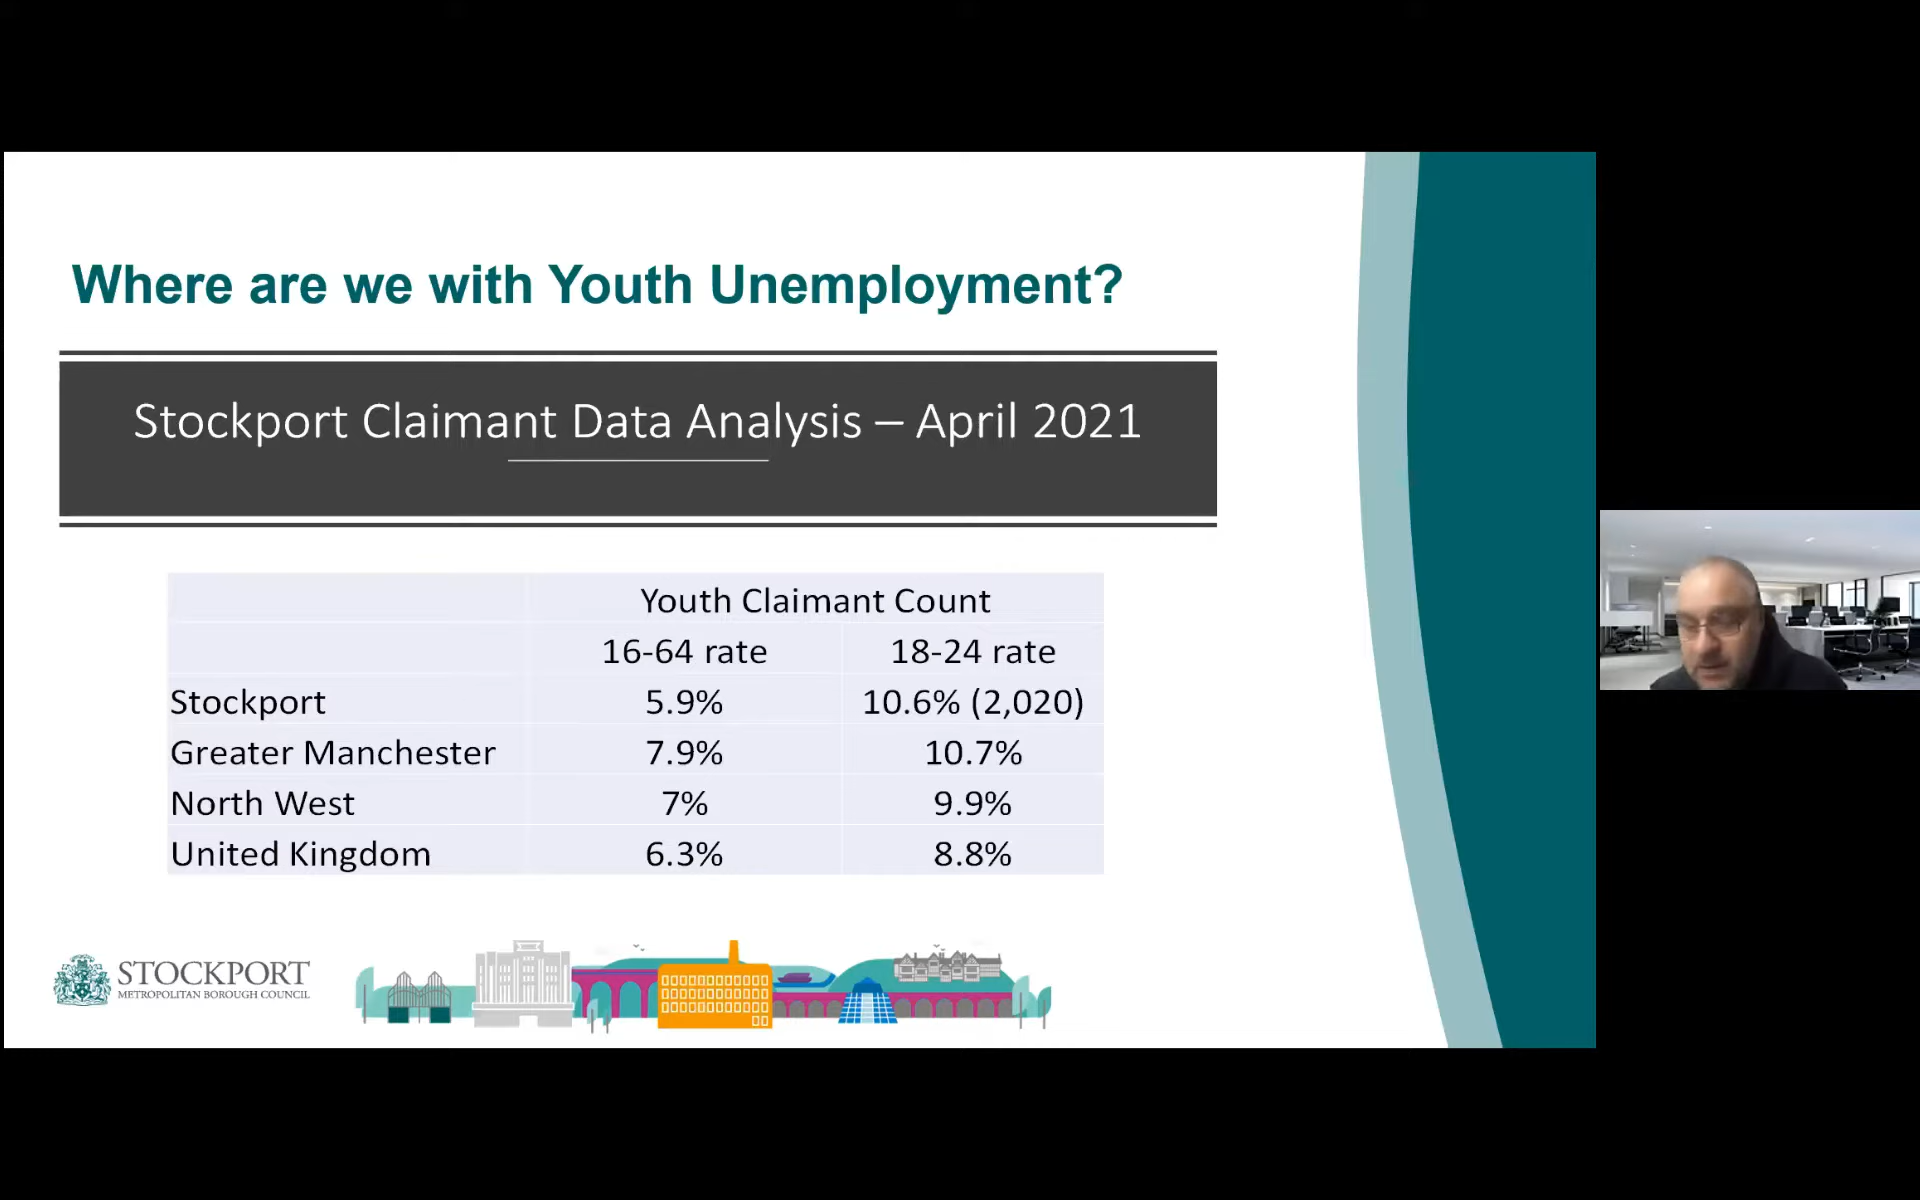 Where are we with Youth Unemployment?
Stockport Claimant Data Analysis – April 2021
Youth Claimant Count
16-64 rate 18-24 rate
Stockport 5.9% 10.6% (2,020)
Greater Manchester 7.9% 10.7%
North West 7% 9.9%
United Kingdom 6.3% 8.8%
STOCKPORT
METROPOLITAN BOROUGH COUNCIL